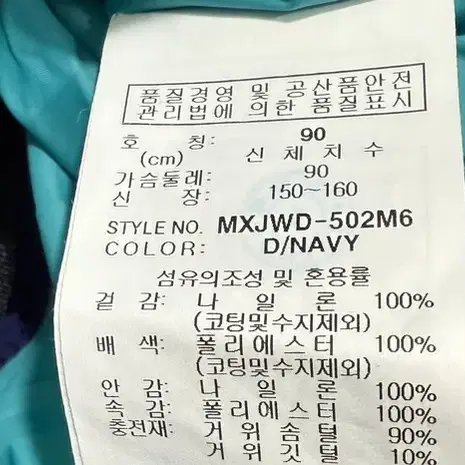 품질경영 및 공산품안전
관리법에 의한 품질표시
호 칭: 90
(cm) 신 체 치 수
가슴둘레: 90
신 장: 150~160
STYLE NO. MXJWD-502M6
COLOR: D/NAVY
섬유의조성 및 혼용률
겉 감: 나 일 론 100%
(코팅및수지제외)
배 색: 폴리에스터 100%
(코팅및수지제외)
안 감: 나 일 론 100%
속 감: 폴리에스터 100%
충전재: 거 위 솜 털 90%
거 위 깃 털 10%